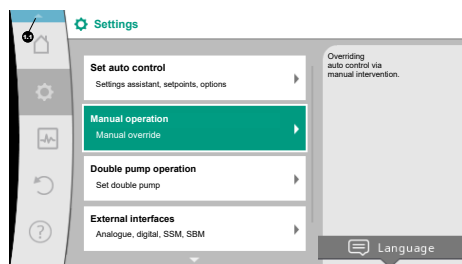 1.1
Settings
Set auto control
Settings assistant, setpoints, options
Manual operation
Manual override
Double pump operation
Set double pump
External interfaces
Analogue, digital, SSM, SBM
Overriding
auto control via
manual intervention.
Language